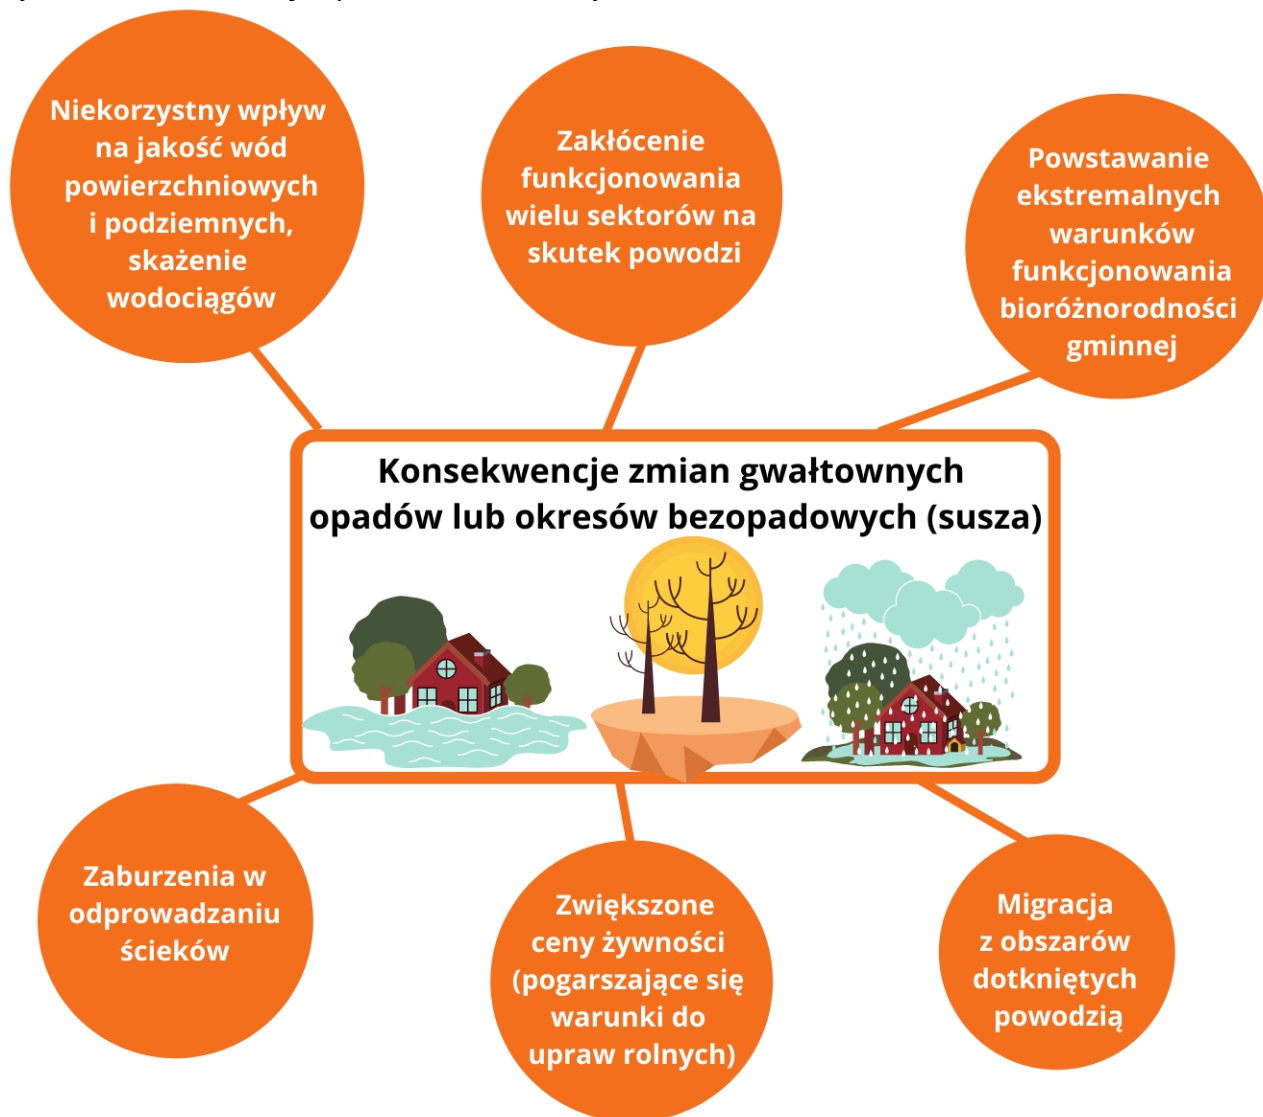 Niekorzystny wpływ
na jakość wód
powierzchniowych
i podziemnych,
skażenie
wodociągów
Zakłócenie
funkcjonowania
wielu sektorów na
skutek powodzi
Powstawanie
ekstremalnych
warunków
funkcjonowania
bioróżnorodności
gminnej
Konsekwencje zmian gwałtownych
opadów lub okresów bezopadowych (susza)
Zaburzenia w
odprowadzaniu
ścieków
Zwiększone
ceny żywności
(pogarszające się
warunki do
upraw rolnych)
Migracja
z obszarów
dotkniętych
powodzią